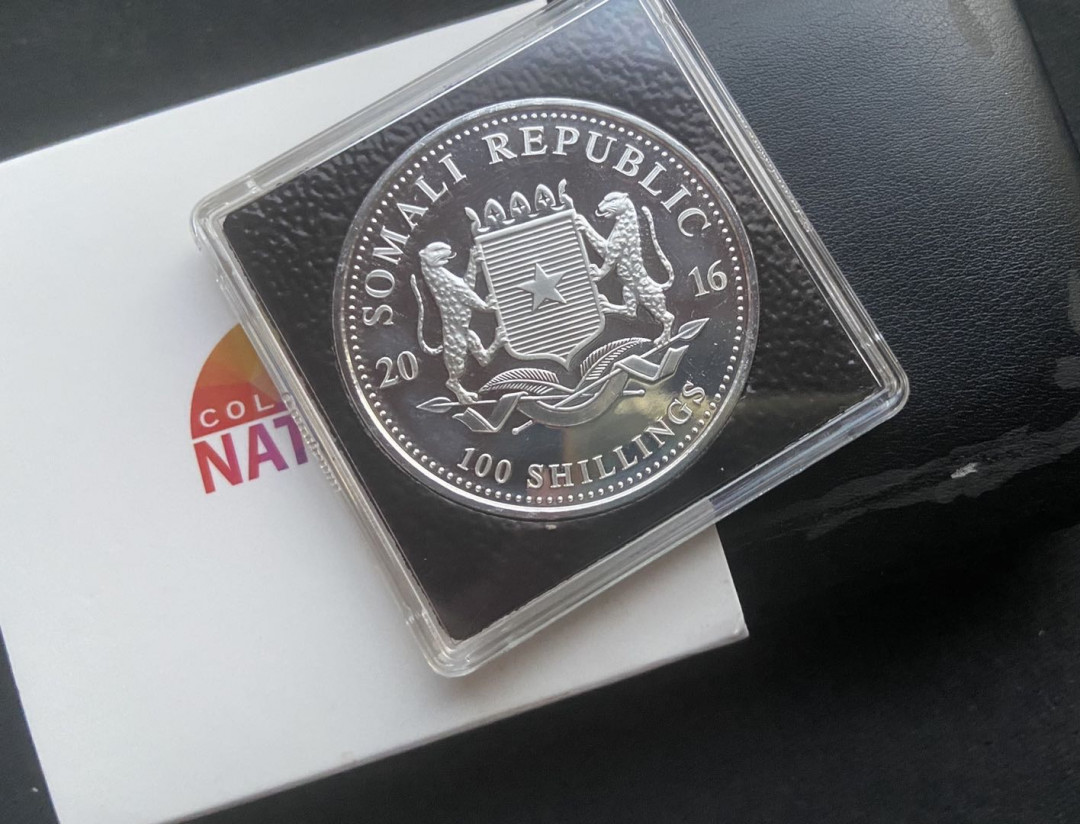 SOMALI REPUBLIC
20 16
100 SHILLINGS
COL
NAT